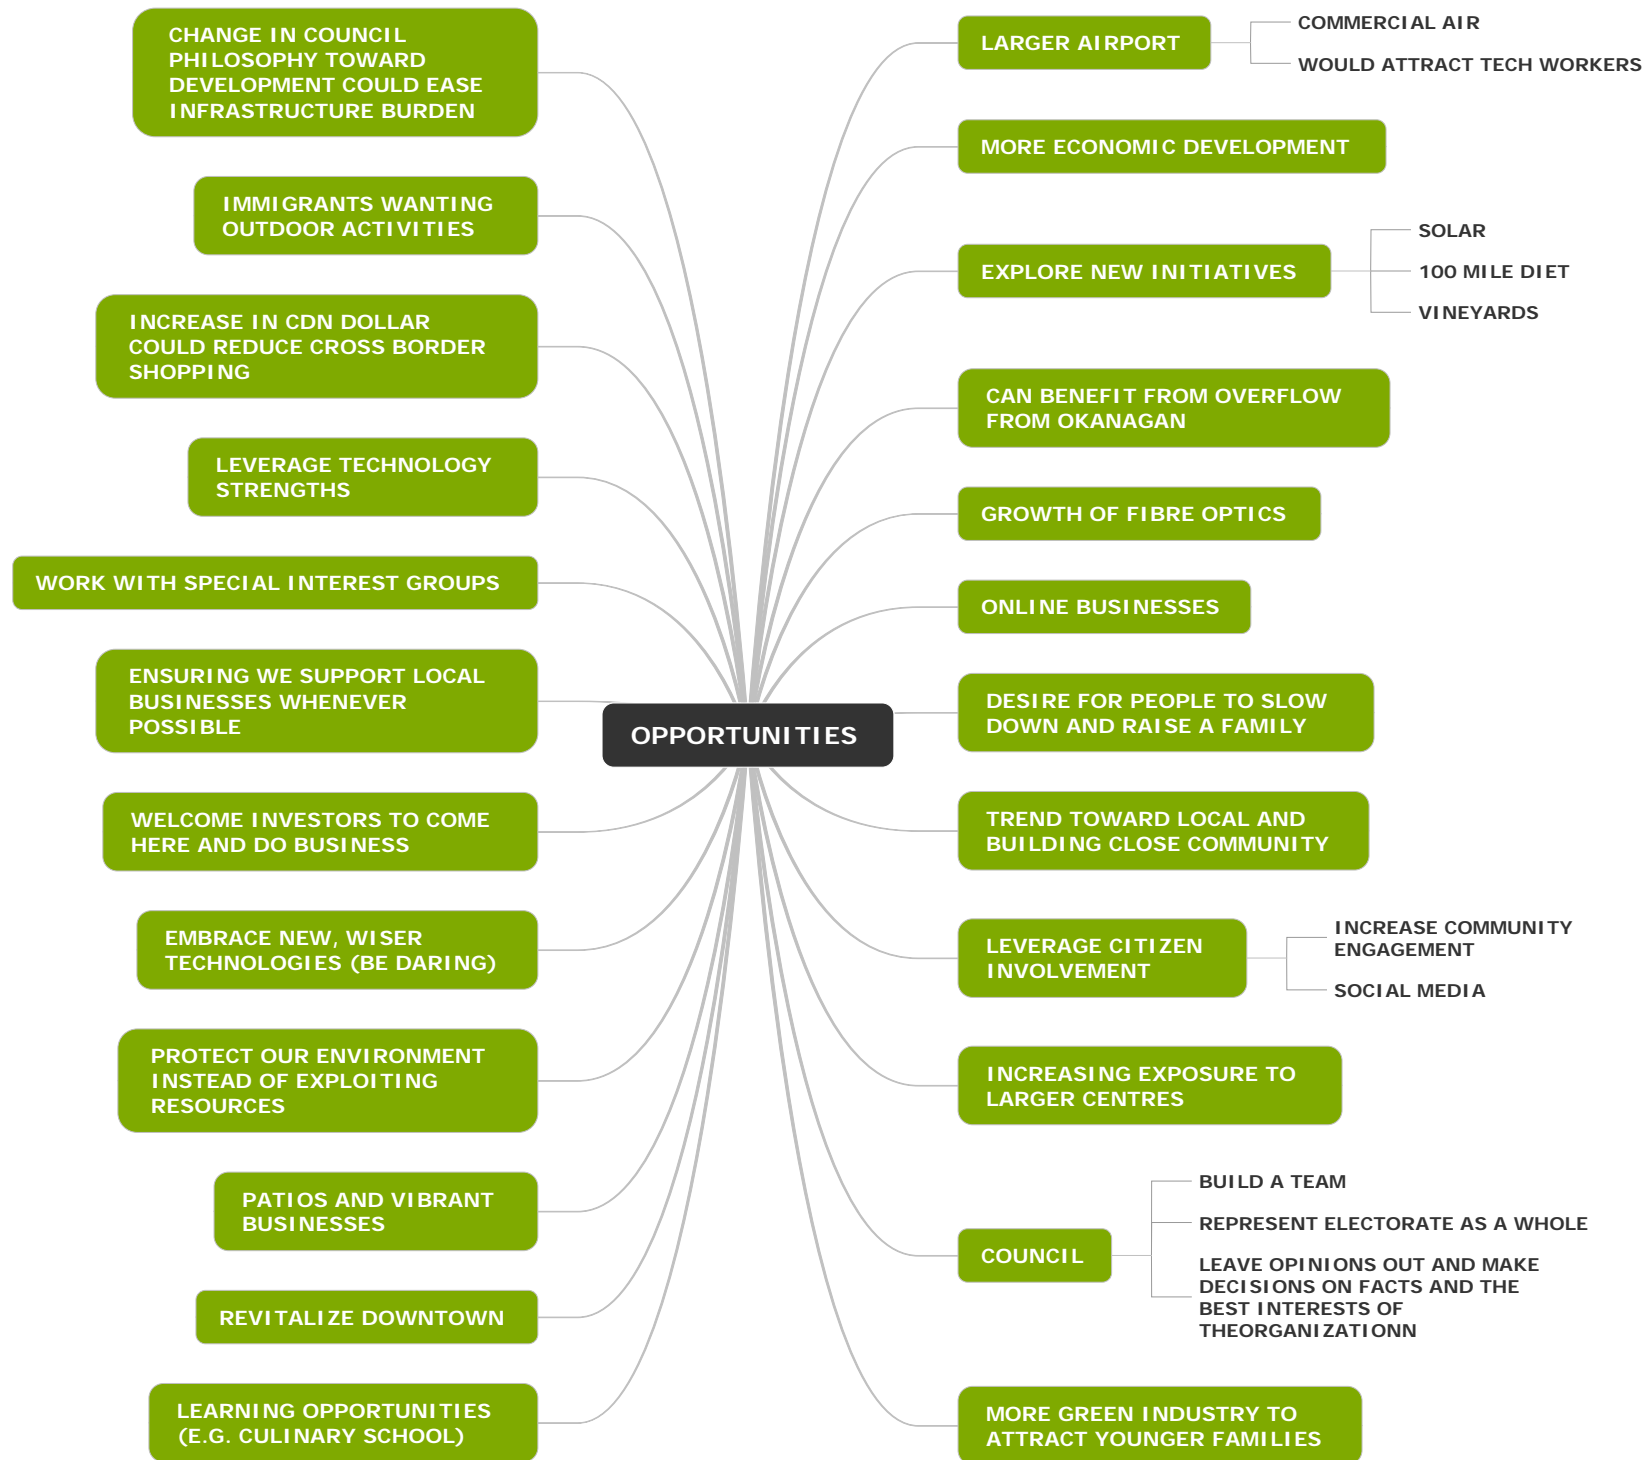 CHANGE IN COUNCIL
PHILOSOPHY TOWARD
DEVELOPMENT COULD EASE
INFRASTRUCTURE BURDEN
IMMIGRANTS WANTING
OUTDOOR ACTIVITIES
INCREASE IN CDN DOLLAR
COULD REDUCE CROSS BORDER
SHOPPING
LEVERAGE TECHNOLOGY
STRENGTHS
WORK WITH SPECIAL INTEREST GROUPS
ENSURING WE SUPPORT LOCAL
BUSINESSES WHENEVER
POSSIBLE
WELCOME INVESTORS TO COME
HERE AND DO BUSINESS
EMBRACE NEW, WISER
TECHNOLOGIES (BE DARING)
PROTECT OUR ENVIRONMENT
INSTEAD OF EXPLOITING
RESOURCES
PATIOS AND VIBRANT
BUSINESSES
REVITALIZE DOWNTOWN
LEARNING OPPORTUNITIES
(E.G. CULINARY SCHOOL)
OPPORTUNITIES
LARGER AIRPORT
COMMERCIAL AIR
WOULD ATTRACT TECH WORKERS
MORE ECONOMIC DEVELOPMENT
EXPLORE NEW INITIATIVES
SOLAR
100 MILE DIET
VINEYARDS
CAN BENEFIT FROM OVERFLOW
FROM OKANAGAN
GROWTH OF FIBRE OPTICS
ONLINE BUSINESSES
DESIRE FOR PEOPLE TO SLOW
DOWN AND RAISE A FAMILY
TREND TOWARD LOCAL AND
BUILDING CLOSE COMMUNITY
LEVERAGE CITIZEN
INVOLVEMENT
INCREASE COMMUNITY
ENGAGEMENT
SOCIAL MEDIA
INCREASING EXPOSURE TO
LARGER CENTRES
COUNCIL
BUILD A TEAM
REPRESENT ELECTORATE AS A WHOLE
LEAVE OPINIONS OUT AND MAKE
DECISIONS ON FACTS AND THE
BEST INTERESTS OF
THEORGANIZATIONN
MORE GREEN INDUSTRY TO
ATTRACT YOUNGER FAMILIES